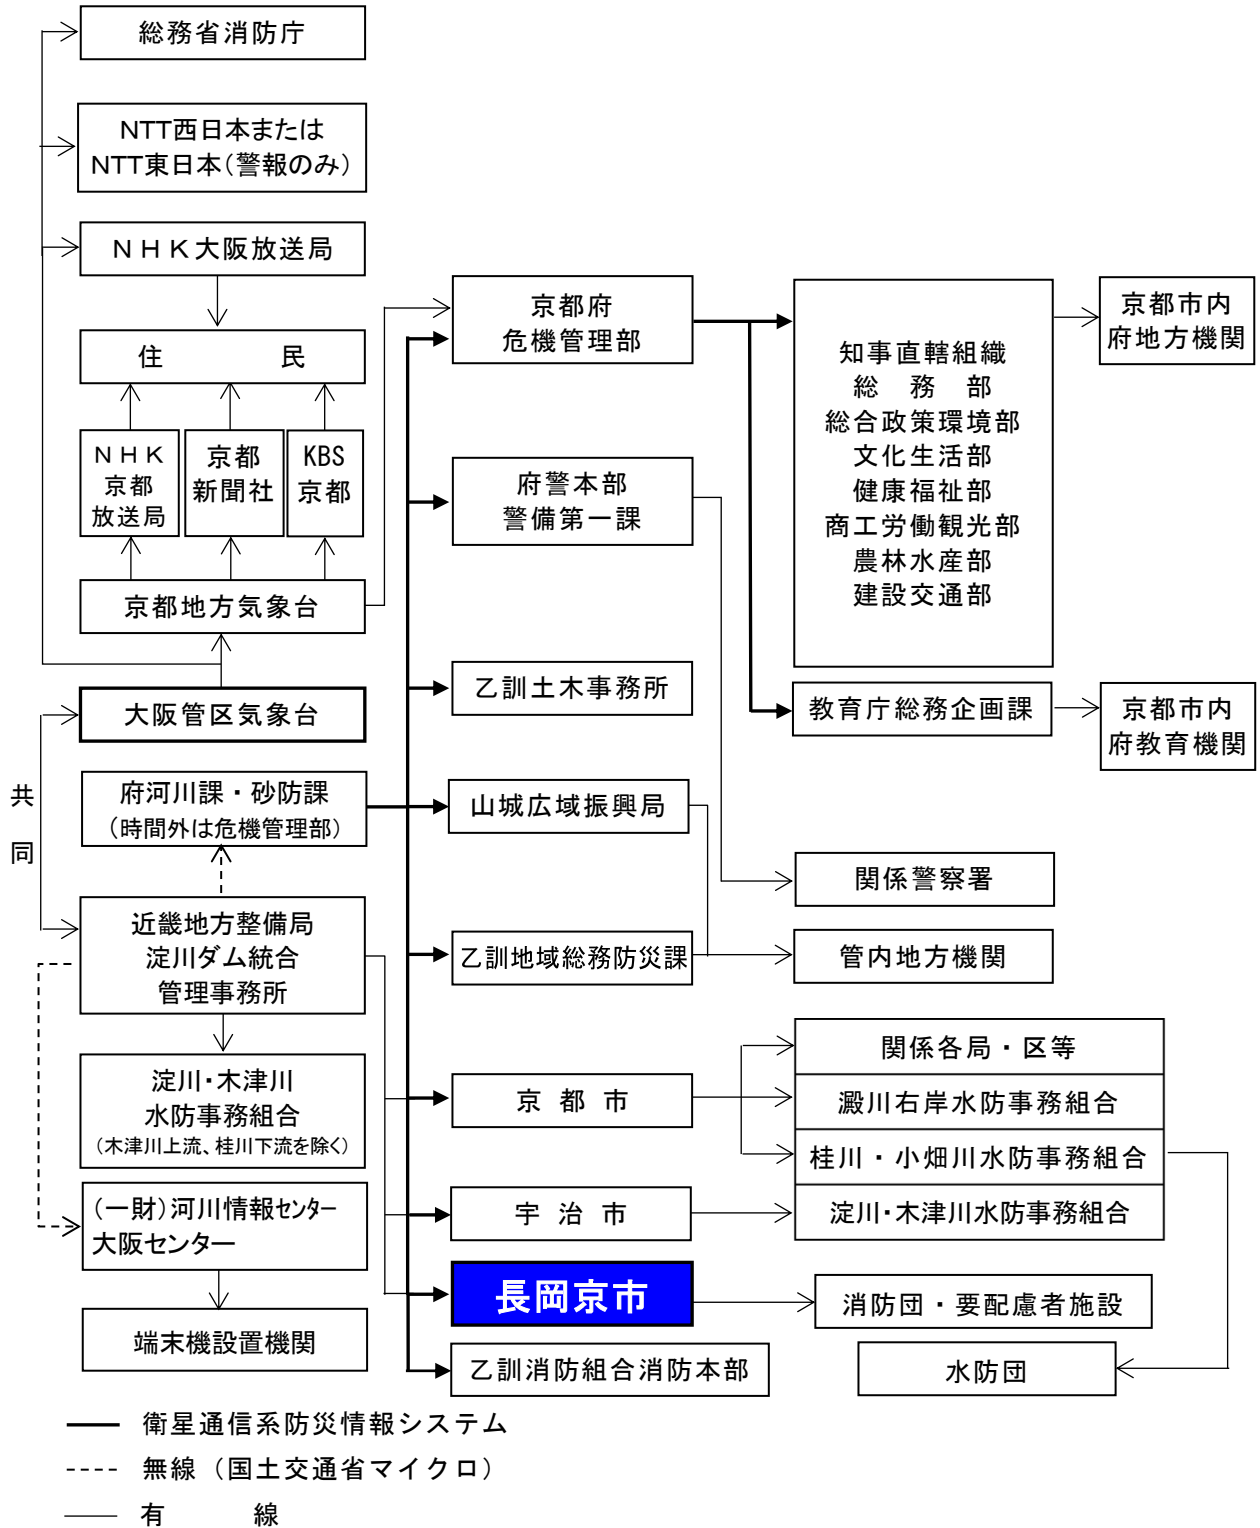 総務省消防庁
NTT西日本または
NTT東日本(警報のみ)
NHK大阪放送局
住民
NHK
京都
放送局
京都
新聞社
KBS
京都
京都地方気象台
大阪管区気象台
共
同
府河川課・砂防課
(時間外は危機管理部)
近畿地方整備局
淀川ダム統合
管理事務所
淀川・木津川
水防事務組合
(木津川上流、桂川下流を除く)
(一財)河川情報センター
大阪センター
端末機設置機関
京都府
危機管理部
府警本部
警備第一課
乙訓土木事務所
山城広域振興局
乙訓地域総務防災課
京都市
宇治市
長岡京市
乙訓消防組合消防本部
知事直轄組織
総務部
総合政策環境部
文化生活部
健康福祉部
商工労働観光部
農林水産部
建設交通部
教育庁総務企画課
関係警察署
管内地方機関
関係各局・区等
澱川右岸水防事務組合
桂川・小畑川水防事務組合
淀川・木津川水防事務組合
消防団・要配慮者施設
水防団
京都市内
府地方機関
京都市内
府教育機関
衛星通信系防災情報システム
無線(国土交通省マイクロ)
有線